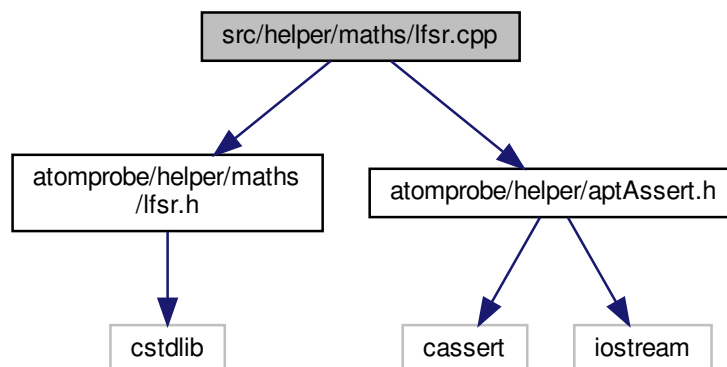 src/helper/maths/lfsr.cpp
atomprobe/helper/maths
/lfsr.h
atomprobe/helper/aptAssert.h
cstdlib
cassert
iostream